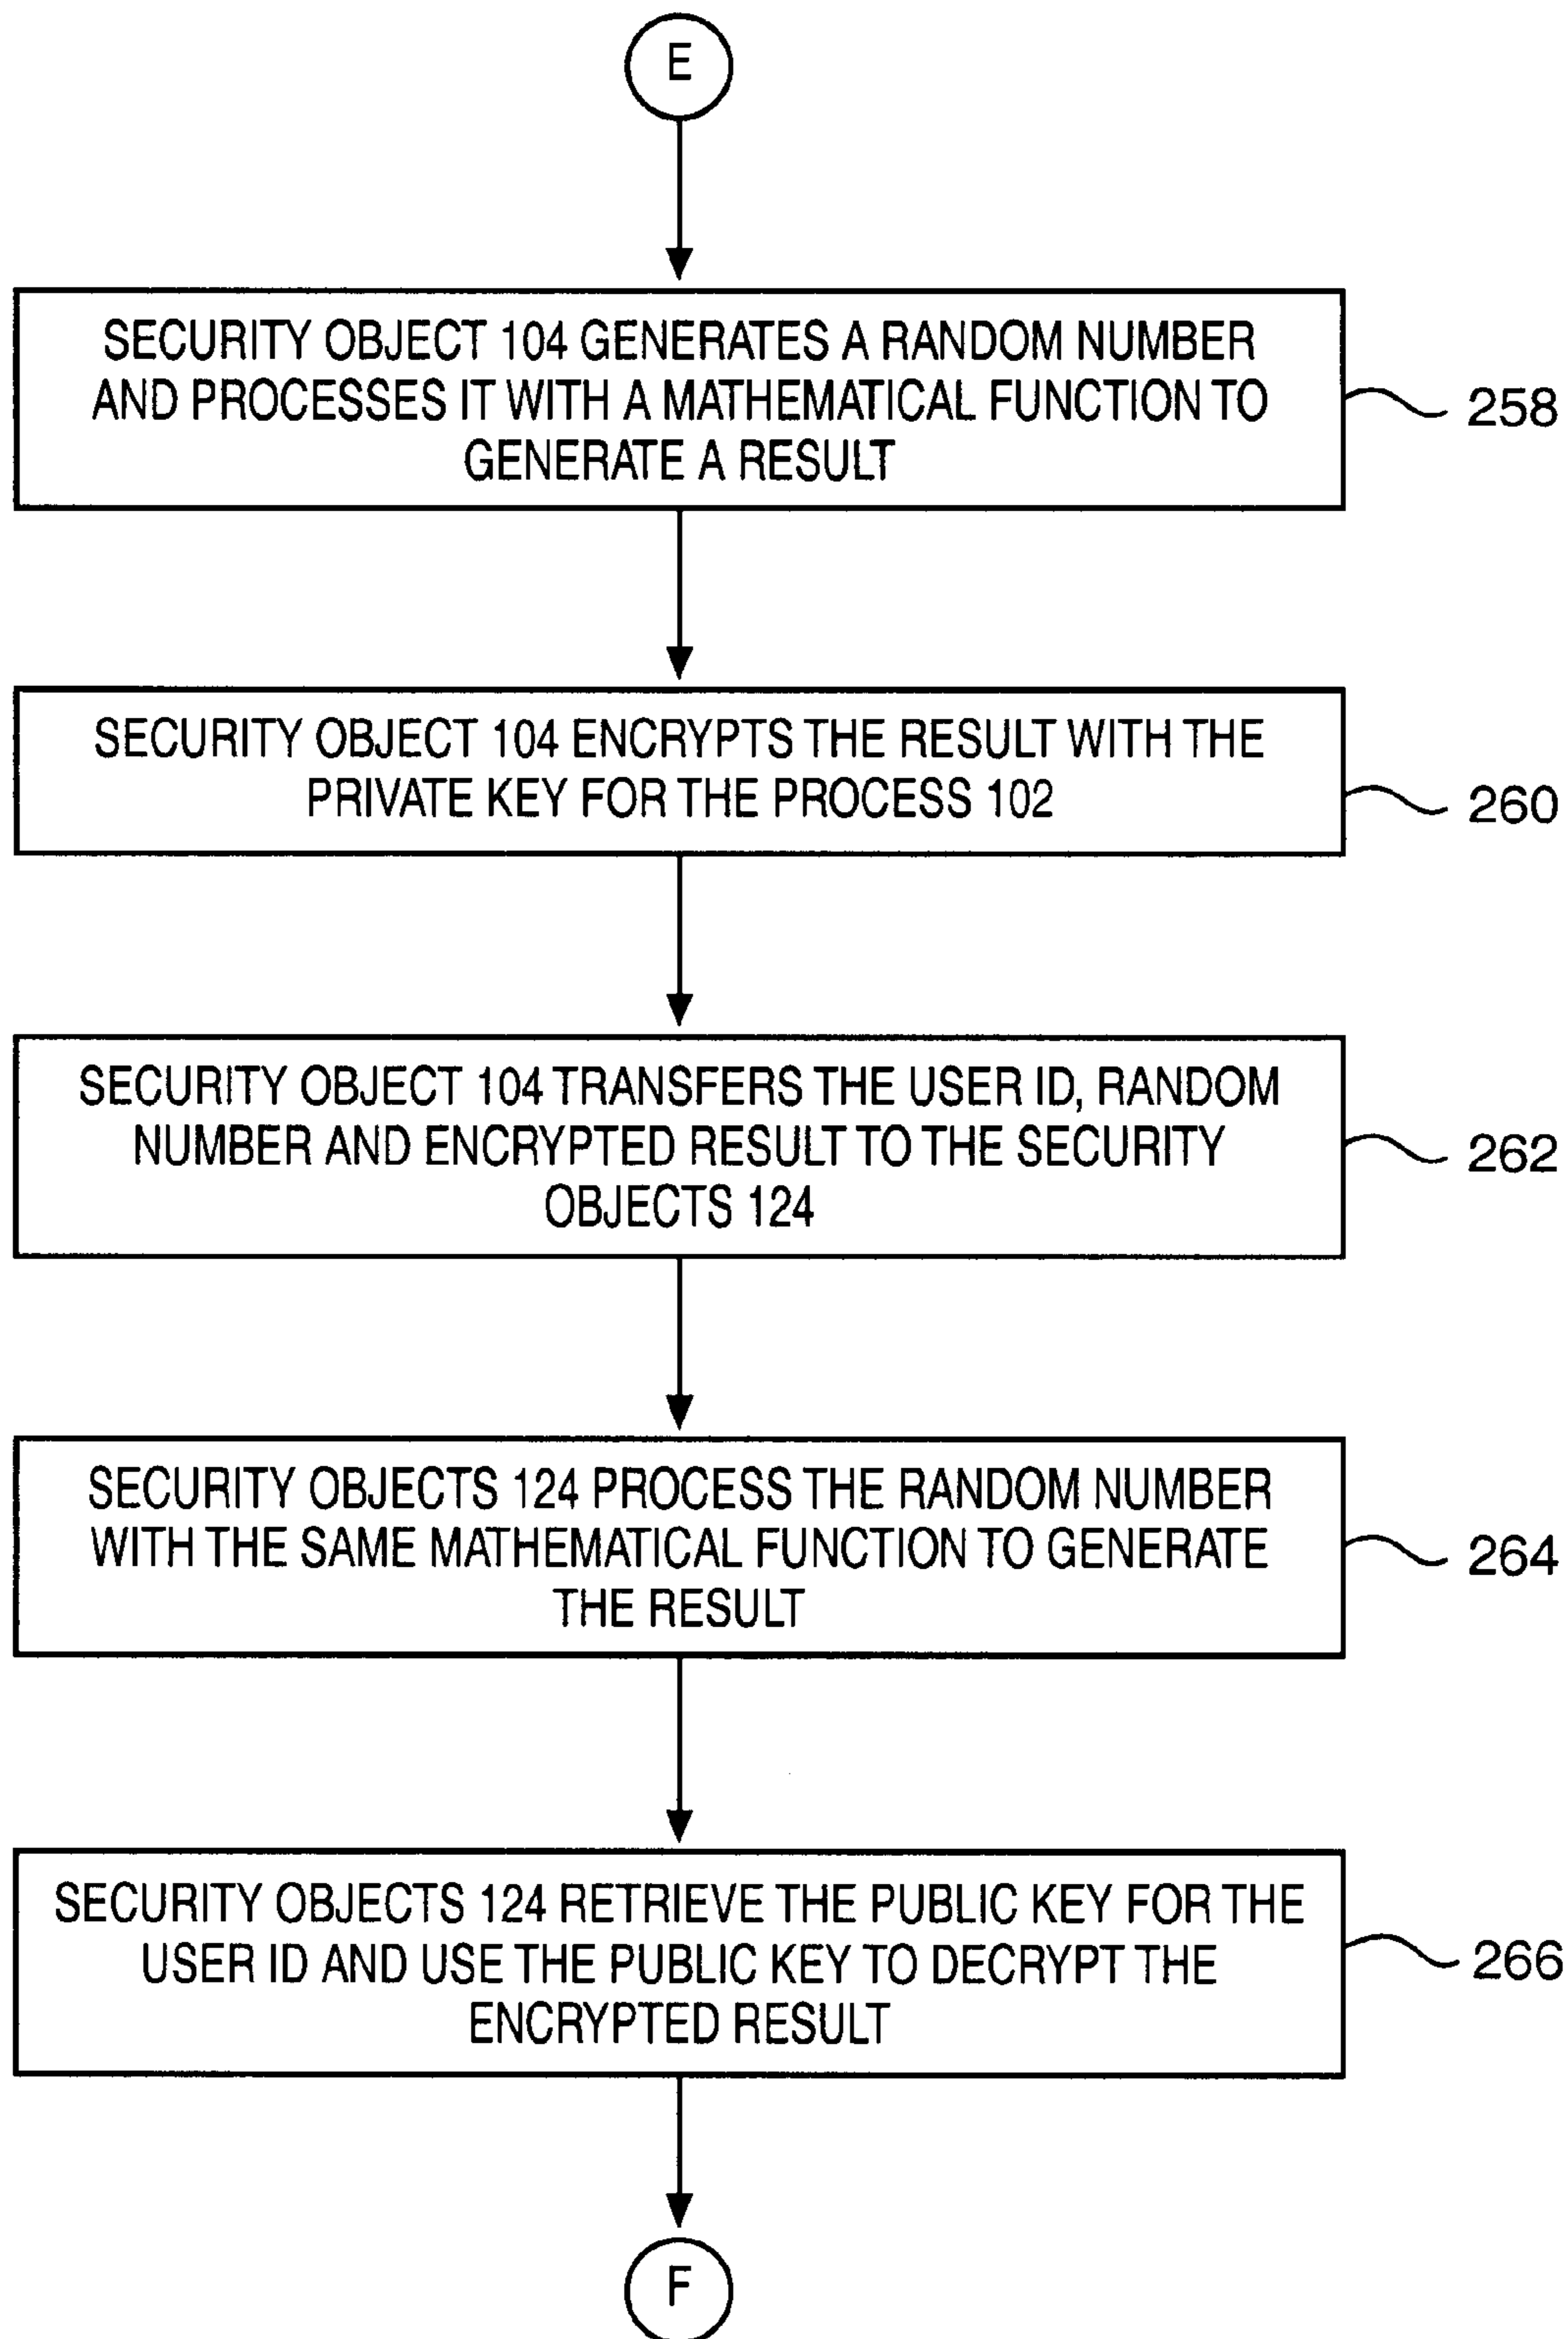 E
SECURITY OBJECT 104 GENERATES A RANDOM NUMBER
AND PROCESSES IT WITH A MATHEMATICAL FUNCTION TO
GENERATE A RESULT
258
SECURITY OBJECT 104 ENCRYPTS THE RESULT WITH THE
PRIVATE KEY FOR THE PROCESS 102
260
SECURITY OBJECT 104 TRANSFERS THE USER ID, RANDOM
NUMBER AND ENCRYPTED RESULT TO THE SECURITY
OBJECTS 124
262
SECURITY OBJECTS 124 PROCESS THE RANDOM NUMBER
WITH THE SAME MATHEMATICAL FUNCTION TO GENERATE
THE RESULT
264
SECURITY OBJECTS 124 RETRIEVE THE PUBLIC KEY FOR THE
USER ID AND USE THE PUBLIC KEY TO DECRYPT THE
ENCRYPTED RESULT
266
F